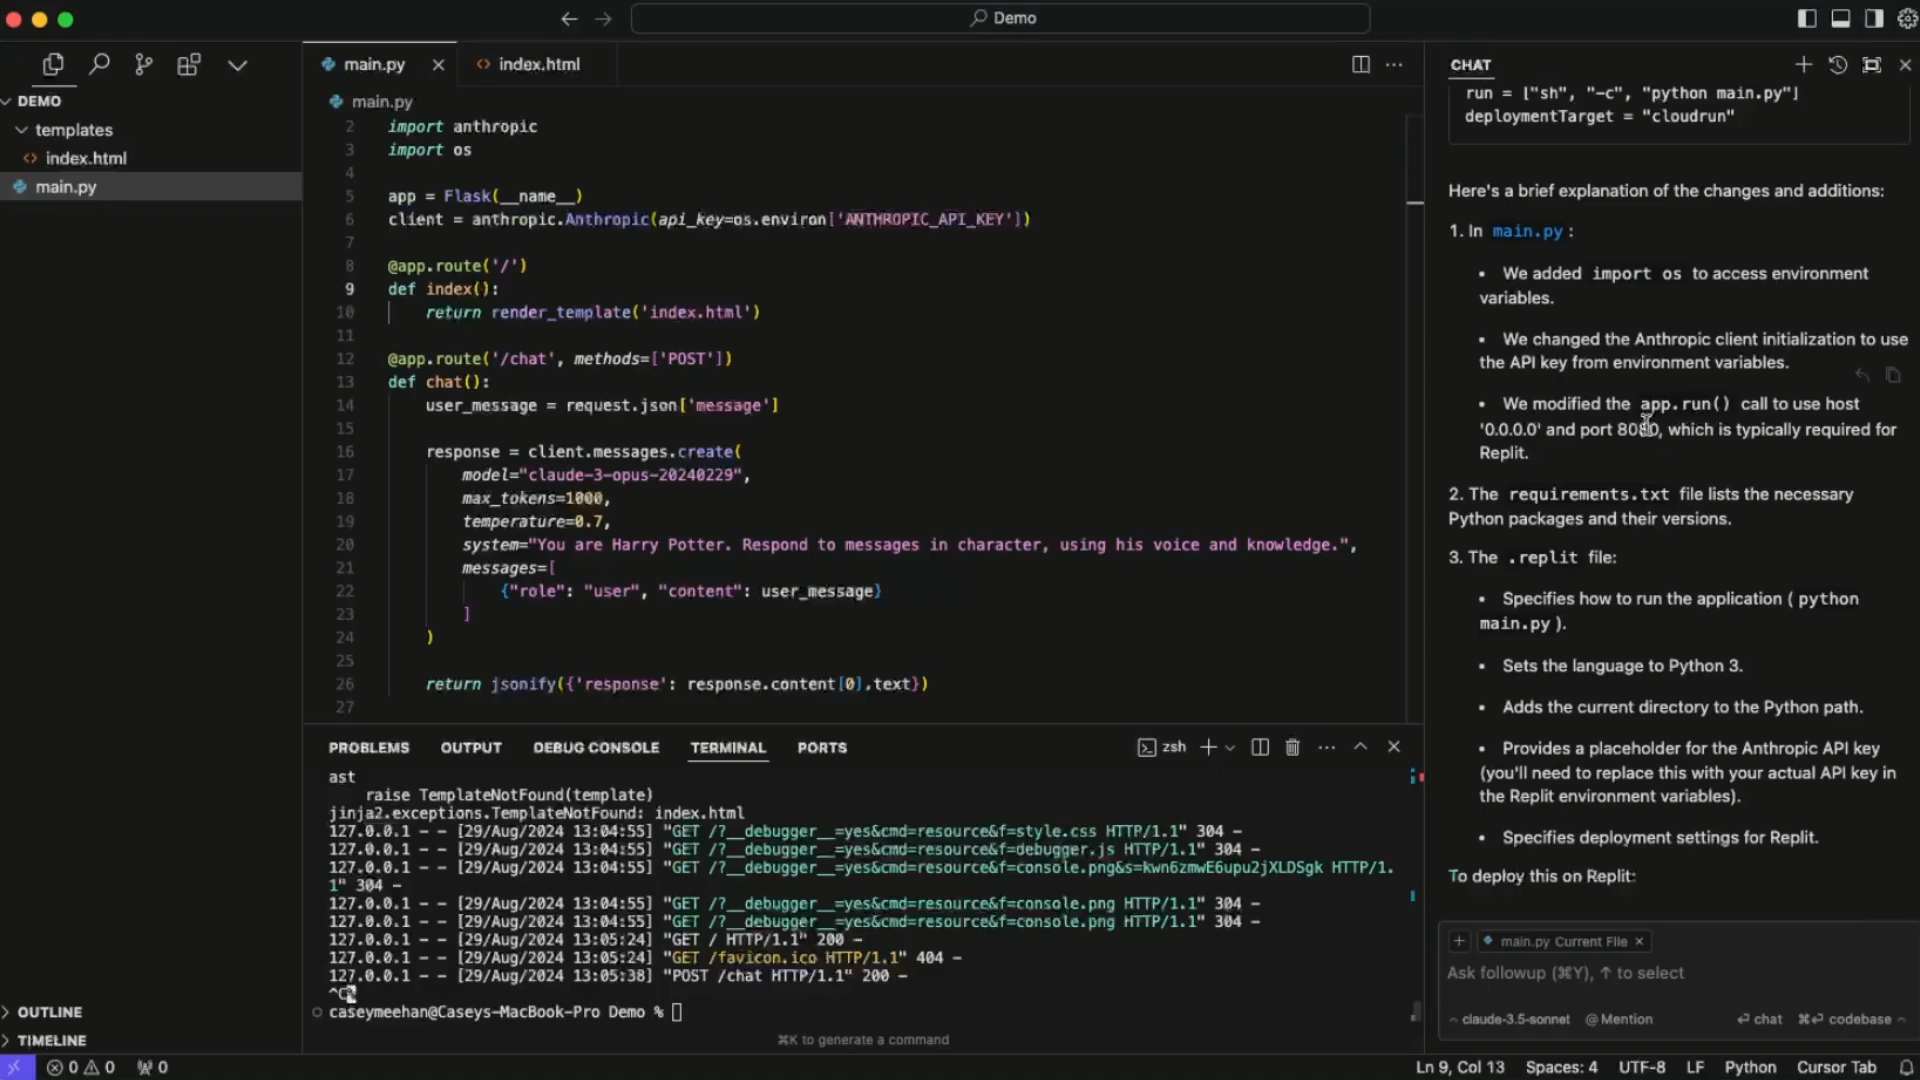 Demo
main.py
index.html
CHAT
DEMO
templates
index.html
main.py
main.py
2 import anthropic
3 import os
4
5 app = Flask(__name__)
6 client = anthropic.Anthropic(api_key=os.environ['ANTHROPIC_API_KEY'])
7
8 @app.route('/')
9 def index():
10 return render_template('index.html')
11
12 @app.route('/chat', methods=['POST'])
13 def chat():
14 user_message = request.json['message']
15
16 response = client.messages.create(
17 model="claude-3-opus-20240229",
18 max_tokens=1000,
19 temperature=0.7,
20 system="You are Harry Potter. Respond to messages in character, using his voice and knowledge.",
21 messages=[
22 {"role": "user", "content": user_message}
23 ]
24 )
25
26 return jsonify({'response': response.content[0].text})
27
PROBLEMS OUTPUT DEBUG CONSOLE TERMINAL PORTS
zsh
ast
raise TemplateNotFound(template)
jinja2.exceptions.TemplateNotFound: index.html
127.0.0.1 - - [29/Aug/2024 13:04:55] "GET /?__debugger__=yes&cmd=resource&f=style.css HTTP/1.1" 304 -
127.0.0.1 - - [29/Aug/2024 13:04:55] "GET /?__debugger__=yes&cmd=resource&f=debugger.js HTTP/1.1" 304 -
127.0.0.1 - - [29/Aug/2024 13:04:55] "GET /?__debugger__=yes&cmd=resource&f=console.png&s=kwn6zmwE6upu2jXLDSgk HTTP/1.
1" 304 -
127.0.0.1 - - [29/Aug/2024 13:04:55] "GET /?__debugger__=yes&cmd=resource&f=console.png HTTP/1.1" 304 -
127.0.0.1 - - [29/Aug/2024 13:04:55] "GET /?__debugger__=yes&cmd=resource&f=console.png HTTP/1.1" 304 -
127.0.0.1 - - [29/Aug/2024 13:05:24] "GET / HTTP/1.1" 200 -
127.0.0.1 - - [29/Aug/2024 13:05:24] "GET /favicon.ico HTTP/1.1" 404 -
127.0.0.1 - - [29/Aug/2024 13:05:38] "POST /chat HTTP/1.1" 200 -
^C
caseymeehan@Caseys-MacBook-Pro Demo %
⌘K to generate a command
run = ["sh", "-c", "python main.py"]
deploymentTarget = "cloudrun"
Here's a brief explanation of the changes and additions:
1. In main.py :
• We added import os to access environment
variables.
• We changed the Anthropic client initialization to use
the API key from environment variables.
• We modified the app.run() call to use host
'0.0.0.0' and port 8080, which is typically required for
Replit.
2. The requirements.txt file lists the necessary
Python packages and their versions.
3. The .replit file:
• Specifies how to run the application ( python
main.py ).
• Sets the language to Python 3.
• Adds the current directory to the Python path.
• Provides a placeholder for the Anthropic API key
(you'll need to replace this with your actual API key in
the Replit environment variables).
• Specifies deployment settings for Replit.
To deploy this on Replit:
main.py Current File
Ask followup (⌘Y), ↑ to select
claude-3.5-sonnet @ Mention
chat ⌘⏎ codebase
OUTLINE
TIMELINE
0 0 0
Ln 9, Col 13 Spaces: 4 UTF-8 LF Python Cursor Tab